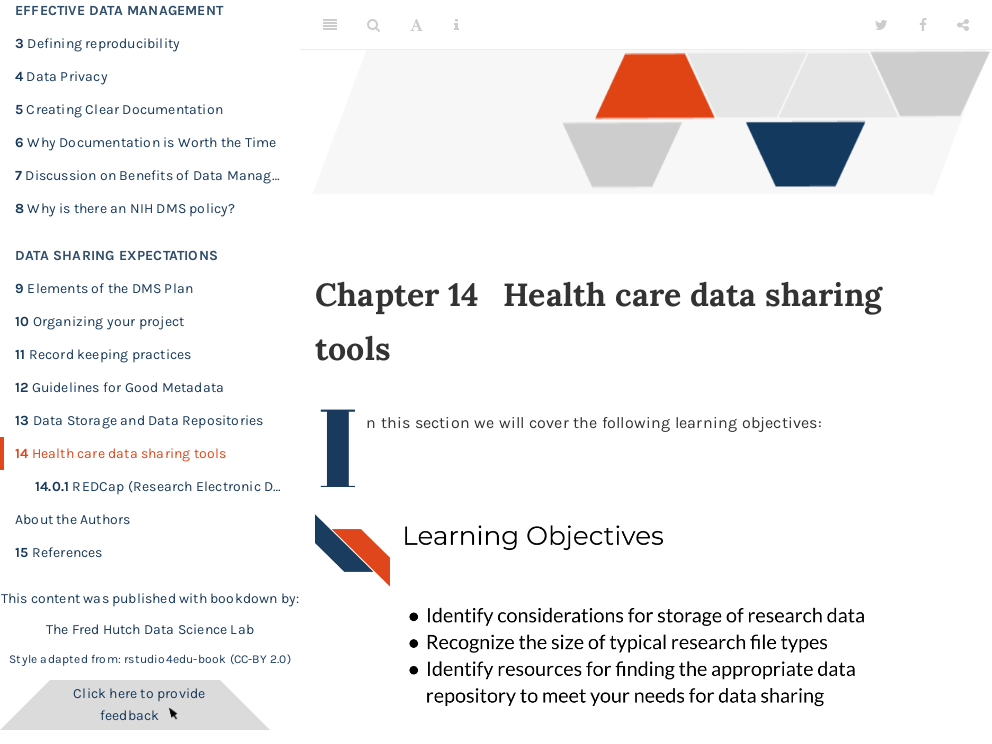 EFFECTIVE DATA MANAGEMENT
3 Defining reproducibility
4 Data Privacy
5 Creating Clear Documentation
6 Why Documentation is Worth the Time
7 Discussion on Benefits of Data Manag…
8 Why is there an NIH DMS policy?
DATA SHARING EXPECTATIONS
9 Elements of the DMS Plan
10 Organizing your project
11 Record keeping practices
12 Guidelines for Good Metadata
13 Data Storage and Data Repositories
14 Health care data sharing tools
14.0.1 REDCap (Research Electronic D…
About the Authors
15 References
This content was published with bookdown by:
The Fred Hutch Data Science Lab
Style adapted from: rstudio4edu-book (CC-BY 2.0)
Click here to provide
feedback
Chapter 14 Health care data sharing
tools
In this section we will cover the following learning objectives:
Learning Objectives
● Identify considerations for storage of research data
● Recognize the size of typical research file types
● Identify resources for finding the appropriate data
repository to meet your needs for data sharing